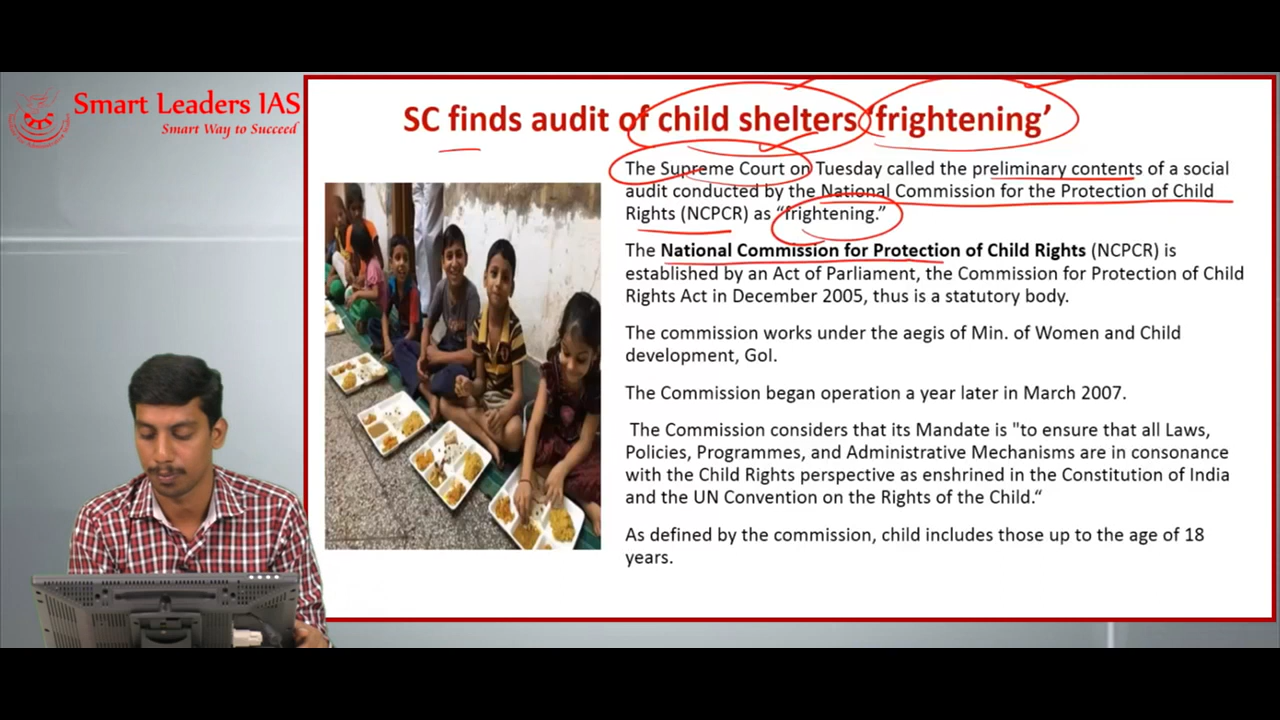 Smart Leaders IAS
Smart Way to Succeed
SC finds audit of child shelters 'frightening'
The Supreme Court on Tuesday called the preliminary contents of a social
audit conducted by the National Commission for the Protection of Child
Rights (NCPCR) as “frightening.”
The National Commission for Protection of Child Rights (NCPCR) is
established by an Act of Parliament, the Commission for Protection of Child
Rights Act in December 2005, thus is a statutory body.
The commission works under the aegis of Min. of Women and Child
development, GoI.
The Commission began operation a year later in March 2007.
The Commission considers that its Mandate is "to ensure that all Laws,
Policies, Programmes, and Administrative Mechanisms are in consonance
with the Child Rights perspective as enshrined in the Constitution of India
and the UN Convention on the Rights of the Child.“
As defined by the commission, child includes those up to the age of 18
years.